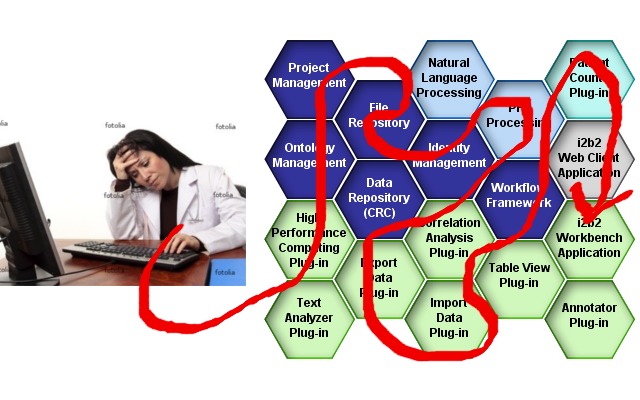 fotolia
fotolia
fotolia
fotolia
Project
Management
Natural
Language
Processing
Patient
Count
Plug-in
File
Repository
Processing
Ontology
Management
Identity
Management
i2b2
Web Client
Application
Data
Repository
(CRC)
Workflow
Framework
High
Performance
Computing
Plug-in
Correlation
Analysis
Plug-in
i2b2
Workbench
Application
Export
Data
Plug-in
Table View
Plug-in
Text
Analyzer
Plug-in
Import
Data
Plug-in
Annotator
Plug-in